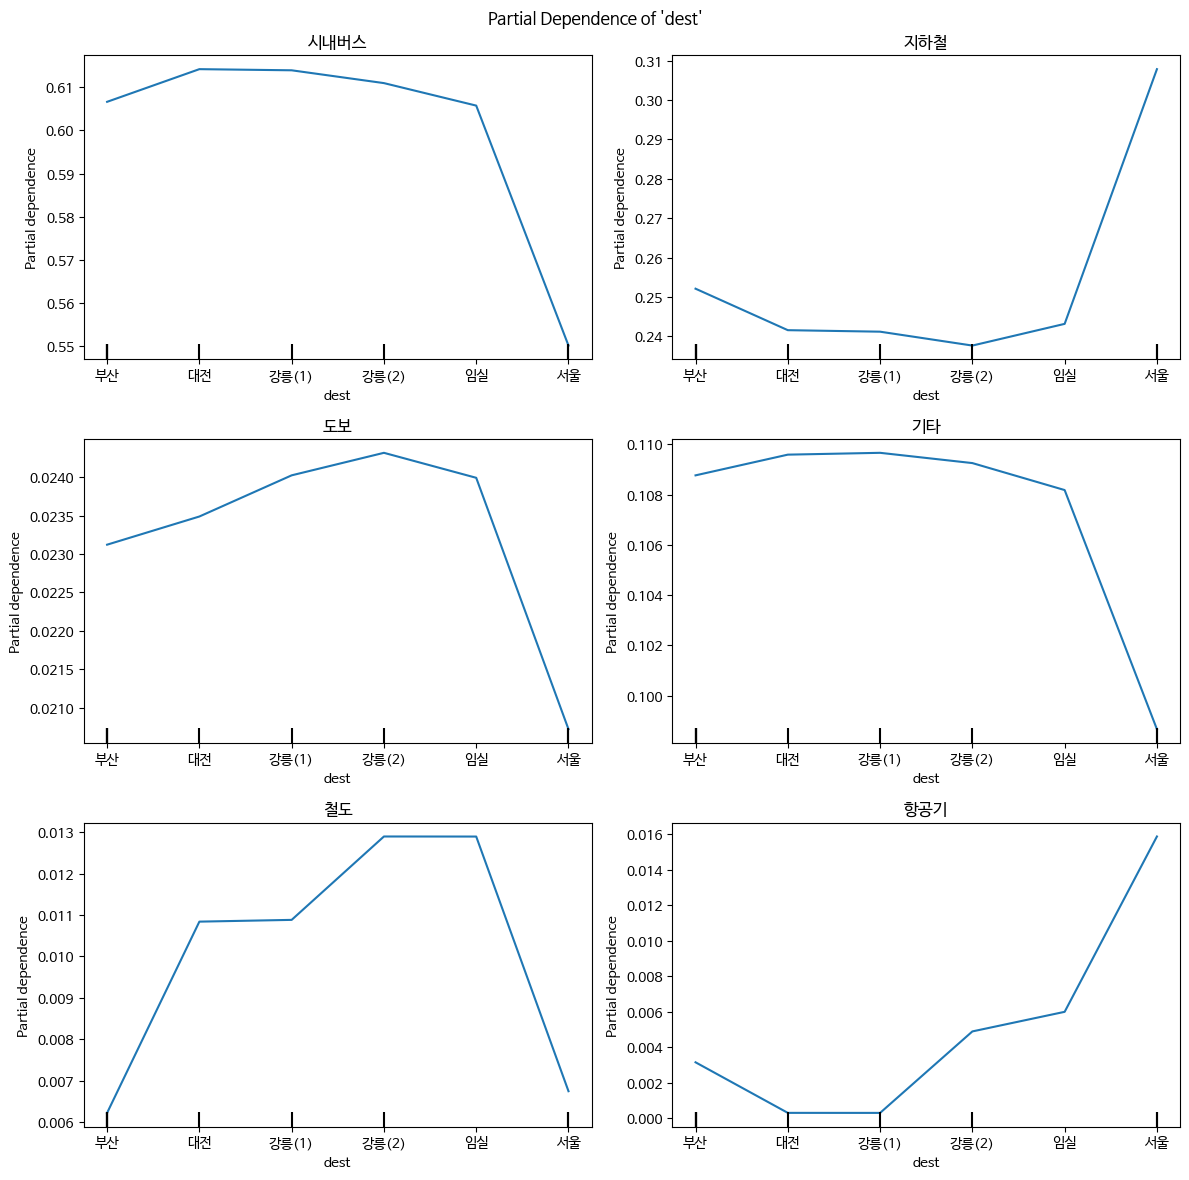 Partial Dependence of 'dest'
시내버스
Partial dependence
0.61
0.60
0.59
0.58
0.57
0.56
0.55
부산 대전 강릉(1) 강릉(2) 임실 서울
dest
지하철
Partial dependence
0.31
0.30
0.29
0.28
0.27
0.26
0.25
0.24
부산 대전 강릉(1) 강릉(2) 임실 서울
dest
도보
Partial dependence
0.0240
0.0235
0.0230
0.0225
0.0220
0.0215
0.0210
부산 대전 강릉(1) 강릉(2) 임실 서울
dest
기타
Partial dependence
0.110
0.108
0.106
0.104
0.102
0.100
부산 대전 강릉(1) 강릉(2) 임실 서울
dest
철도
Partial dependence
0.013
0.012
0.011
0.010
0.009
0.008
0.007
0.006
부산 대전 강릉(1) 강릉(2) 임실 서울
dest
항공기
Partial dependence
0.016
0.014
0.012
0.010
0.008
0.006
0.004
0.002
0.000
부산 대전 강릉(1) 강릉(2) 임실 서울
dest